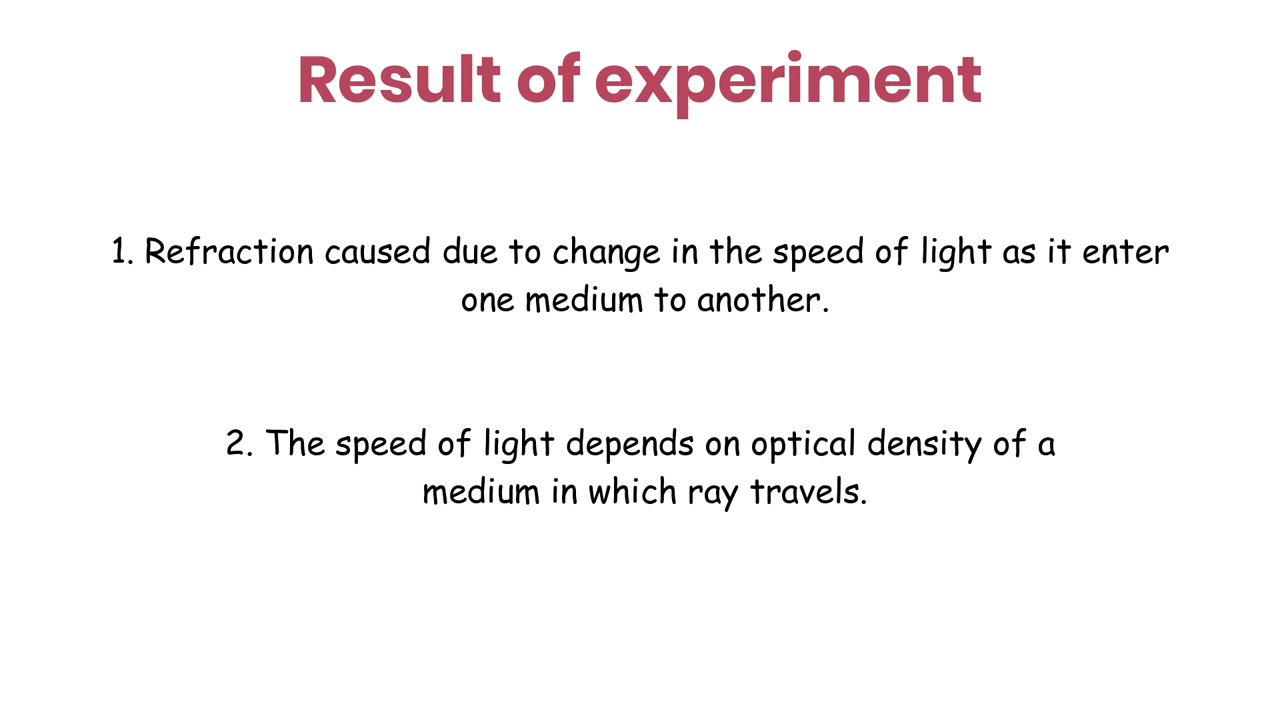 Result of experiment
1. Refraction caused due to change in the speed of light as it enter
one medium to another.
2. The speed of light depends on optical density of a
medium in which ray travels.